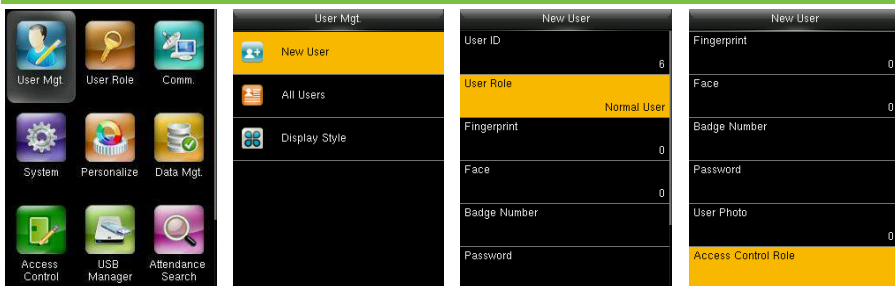 User Mgt.
User Role
Comm.
System
Personalize
Data Mgt.
Access
Control
USB
Manager
Attendance
Search
User Mgt.
New User
All Users
Display Style
New User
User ID
6
User Role
Normal User
Fingerprint
0
Face
0
Badge Number
Password
New User
Fingerprint
0
Face
0
Badge Number
Password
User Photo
0
Access Control Role